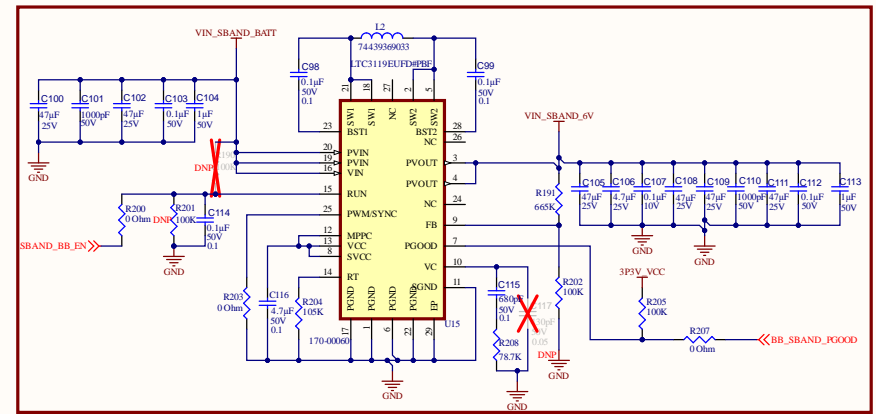 L2
74439369033
LTC3119EUFD#PBF
VIN_SBAND_BATT
C100
47µF
25V
C101
1000pF
50V
C102
47µF
25V
C103
0.1µF
50V
C104
1µF
50V
GND
C98
0.1µF
50V
0.1
C99
0.1µF
50V
0.1
21
18
27
2
5
SW1
SW1
NC
SW2
SW2
23
BST1
20
PVIN
19
PVIN
16
VIN
15
RUN
25
PWM/SYNC
12
MPPC
13
VCC
8
SVCC
14
RT
28
BST2
26
NC
3
PVOUT
4
PVOUT
24
NC
9
FB
7
PGOOD
10
VC
11
SGND
PGND
PGND
PGND
PGND
EP
17
1
6
22
29
U15
170-00060
DNP
R200
0 Ohm
SBAND_BB_EN
DNP
R201
100K
C114
0.1µF
50V
0.1
GND
R203
0 Ohm
C116
4.7µF
50V
0.1
R204
105K
GND
C115
680pF
50V
0.1
R208
78.7K
GND
0.05
DNP
VIN_SBAND_6V
R191
665K
R202
100K
GND
C105
47µF
25V
C106
4.7µF
25V
C107
0.1µF
10V
C108
47µF
25V
C109
47µF
25V
C110
1000pF
50V
C111
47µF
25V
C112
0.1µF
50V
C113
1µF
50V
GND
GND
3P3V_VCC
R205
100K
R207
0 Ohm
BB_SBAND_PGOOD